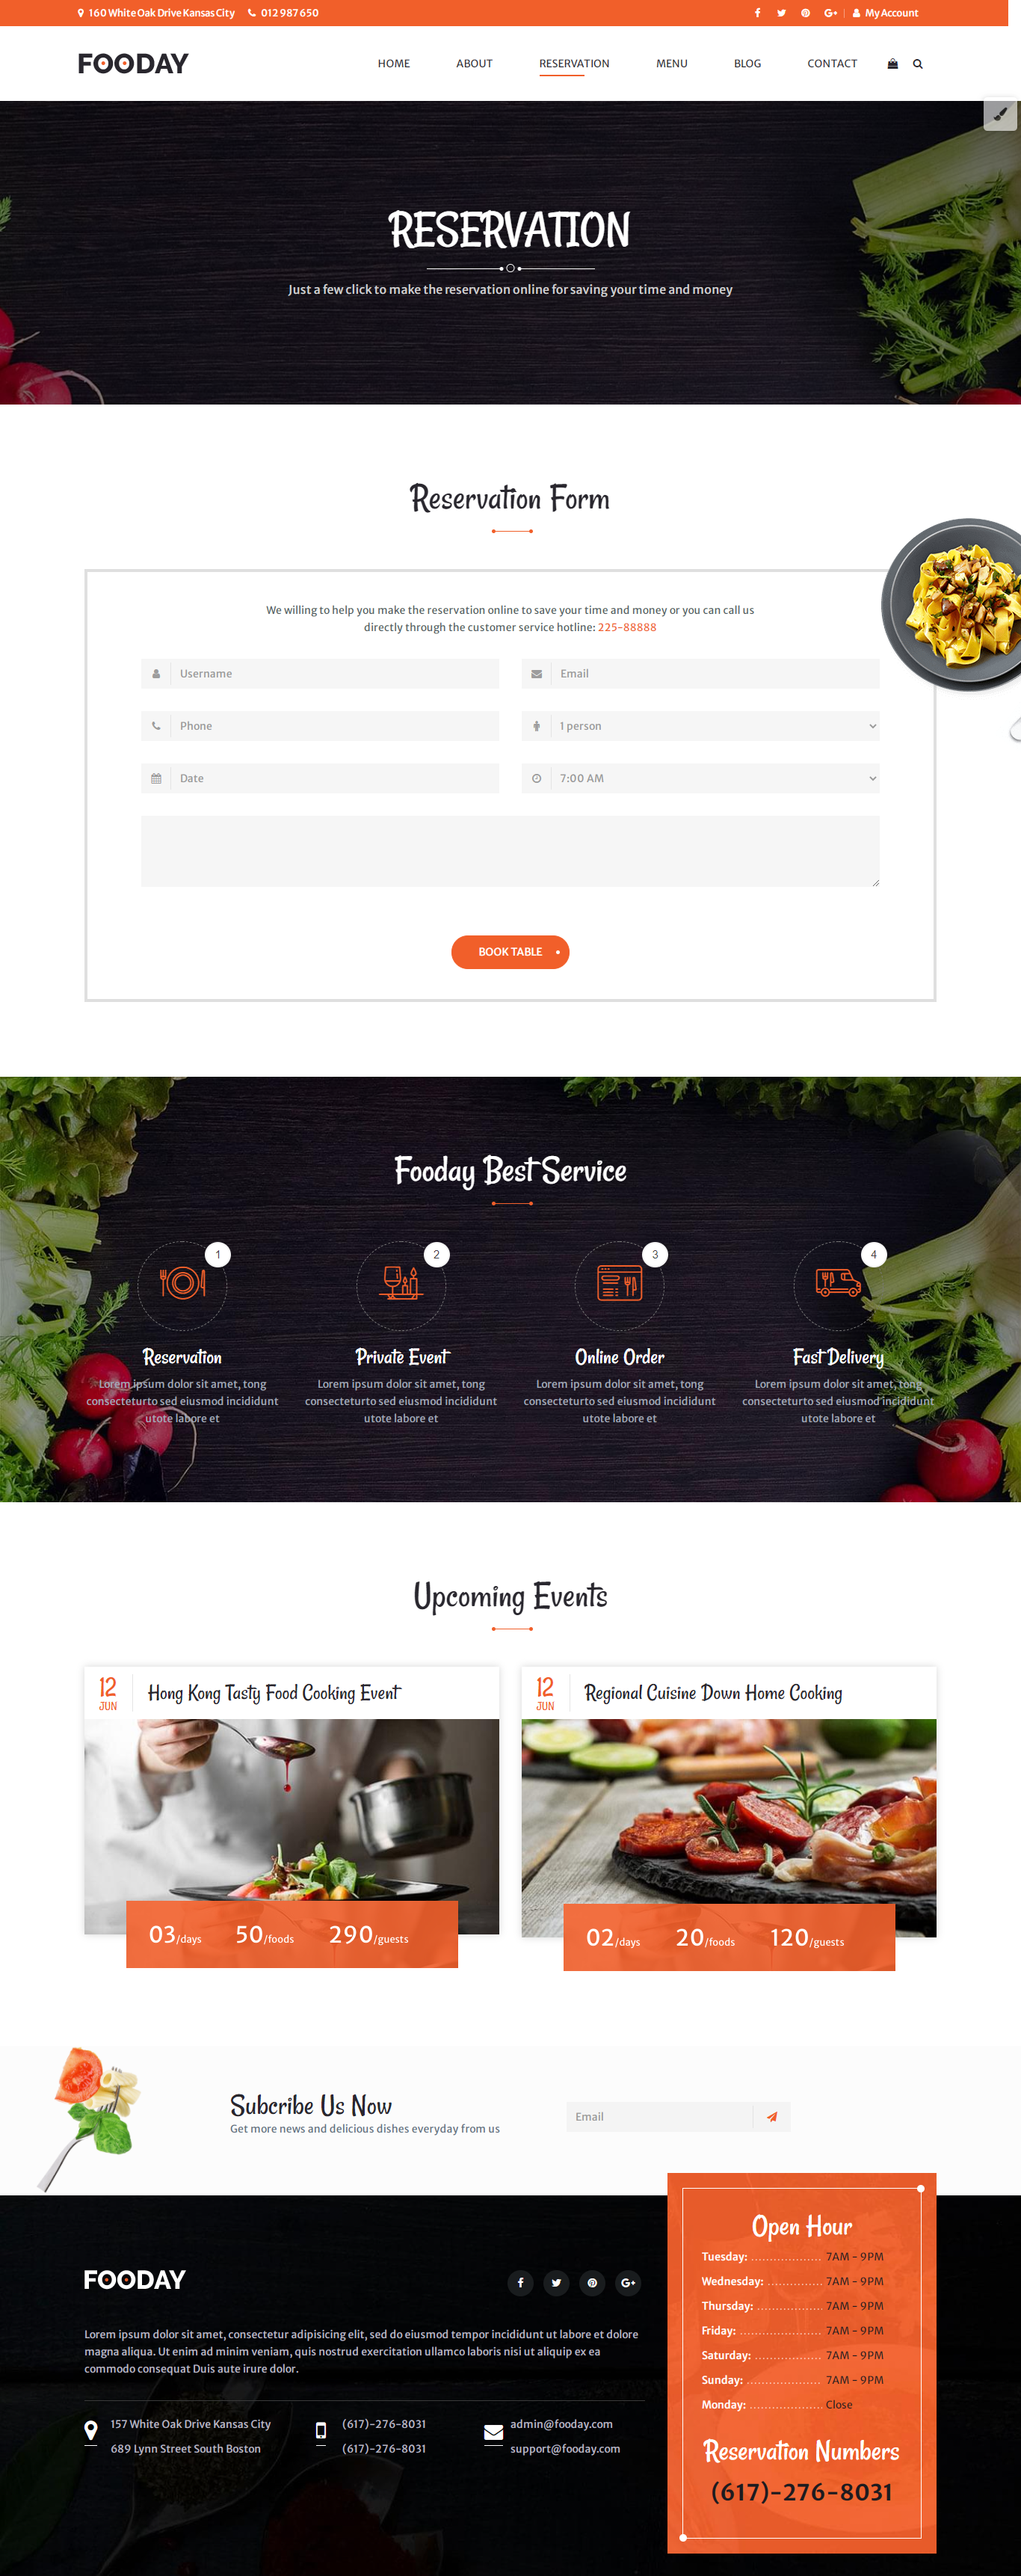 160 White Oak Drive Kansas City 012 987 650 My Account
FOODAY HOME ABOUT RESERVATION MENU BLOG CONTACT
RESERVATION
Just a few click to make the reservation online for saving your time and money
Reservation Form
We willing to help you make the reservation online to save your time and money or you can call us
directly through the customer service hotline: 225-88888
Username Email
Phone 1 person
Date 7:00 AM
BOOK TABLE
Fooday Best Service
1 2 3 4
Reservation Private Event Online Order Fast Delivery
Lorem ipsum dolor sit amet, tong Lorem ipsum dolor sit amet, tong Lorem ipsum dolor sit amet, tong Lorem ipsum dolor sit amet, tong
consecteturto sed eiusmod incididunt consecteturto sed eiusmod incididunt consecteturto sed eiusmod incididunt consecteturto sed eiusmod incididunt
utote labore et utote labore et utote labore et utote labore et
Upcoming Events
12 JUN Hong Kong Tasty Food Cooking Event
03/days 50/foods 290/guests
12 JUN Regional Cuisine Down Home Cooking
02/days 20/foods 120/guests
Subcribe Us Now
Get more news and delicious dishes everyday from us
Email
FOODAY
Lorem ipsum dolor sit amet, consectetur adipisicing elit, sed do eiusmod tempor incididunt ut labore et dolore
magna aliqua. Ut enim ad minim veniam, quis nostrud exercitation ullamco laboris nisi ut aliquip ex ea
commodo consequat Duis aute irure dolor.
157 White Oak Drive Kansas City (617)-276-8031 admin@fooday.com
689 Lynn Street South Boston (617)-276-8031 support@fooday.com
Open Hour
Tuesday: 7AM - 9PM
Wednesday: 7AM - 9PM
Thursday: 7AM - 9PM
Friday: 7AM - 9PM
Saturday: 7AM - 9PM
Sunday: 7AM - 9PM
Monday: Close
Reservation Numbers
(617)-276-8031